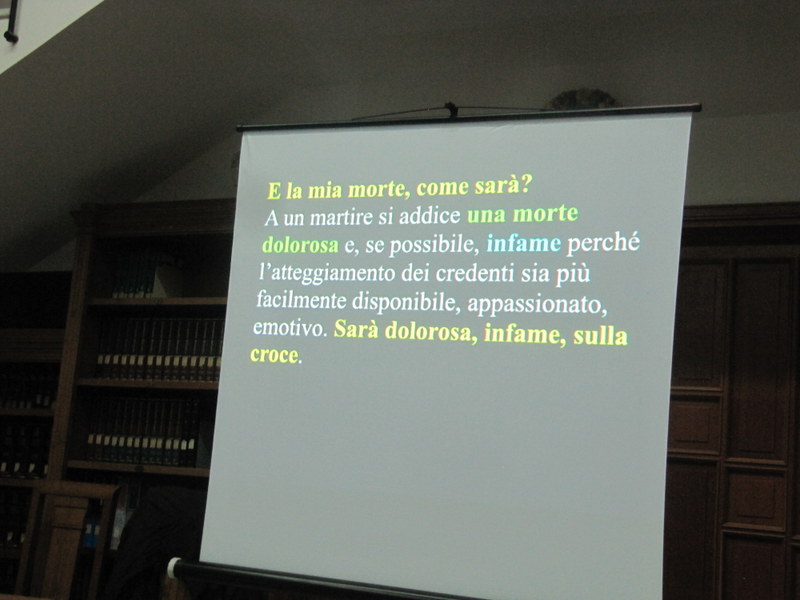 E la mia morte, come sarà?
A un martire si addice una morte
dolorosa e, se possibile, infame perché
l'atteggiamento dei credenti sia più
facilmente disponibile, appassionato,
emotivo. Sarà dolorosa, infame, sulla
croce.